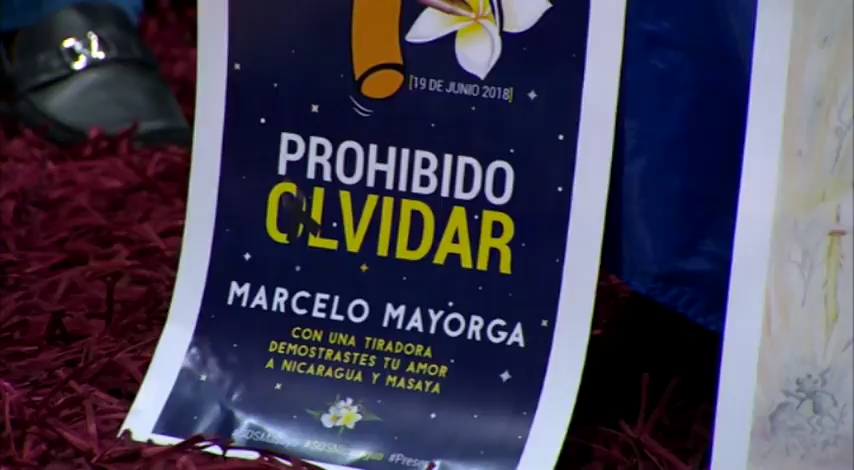 [19 DE JUNIO 2018]
PROHIBIDO
OLVIDAR
MARCELO MAYORGA
CON UNA TIRADORA
DEMOSTRASTES TU AMOR
A NICARAGUA Y MASAYA